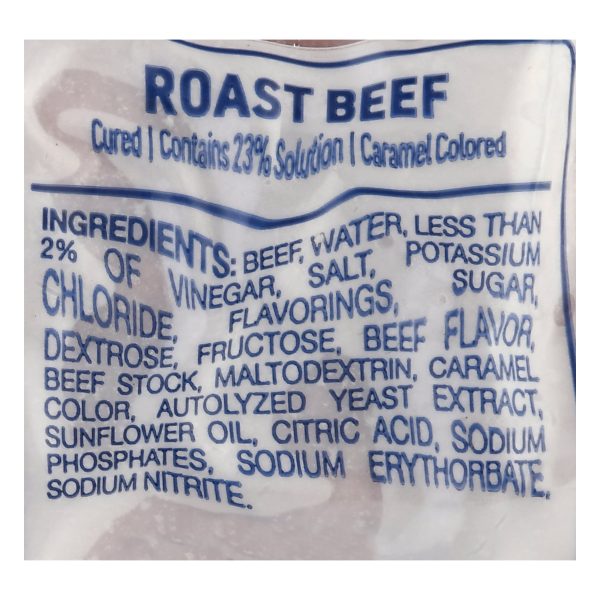 ROAST BEEF
Cured | Contains 23% Solution | Caramel Colored
INGREDIENTS: BEEF, WATER, LESS THAN
2% OF VINEGAR, SALT, POTASSIUM
CHLORIDE, FLAVORINGS, SUGAR,
DEXTROSE, FRUCTOSE, BEEF FLAVOR,
BEEF STOCK, MALTODEXTRIN, CARAMEL
COLOR, AUTOLYZED YEAST EXTRACT,
SUNFLOWER OIL, CITRIC ACID, SODIUM
PHOSPHATES, SODIUM ERYTHORBATE,
SODIUM NITRITE.